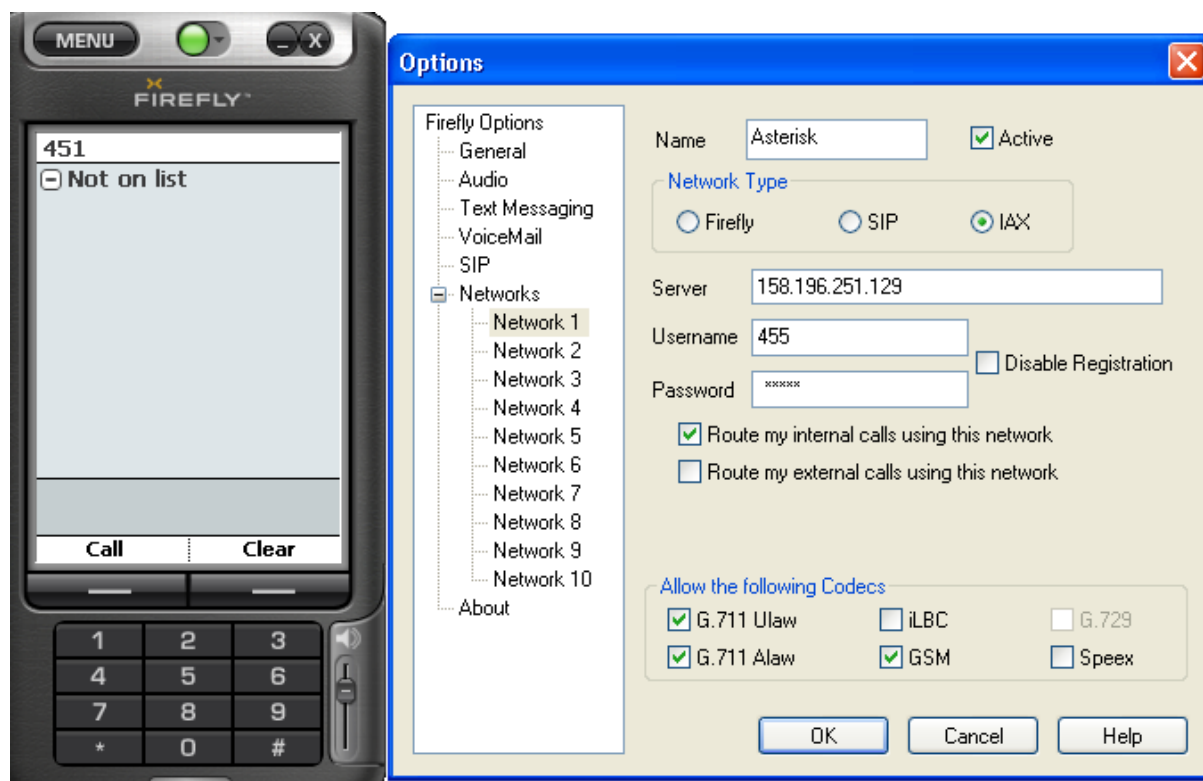 MENU
FIREFLY
451
Not on list
Call Clear
1 2 3
4 5 6
7 8 9
* 0 #
Options
Firefly Options
General
Audio
Text Messaging
VoiceMail
SIP
Networks
Network 1
Network 2
Network 3
Network 4
Network 5
Network 6
Network 7
Network 8
Network 9
Network 10
About
Name Asterisk Active
Network Type
Firefly SIP IAX
Server 158.196.251.129
Username 455
Disable Registration
Password *****
Route my internal calls using this network
Route my external calls using this network
Allow the following Codecs
G.711 Ulaw iLBC G.729
G.711 Alaw GSM Speex
OK Cancel Help